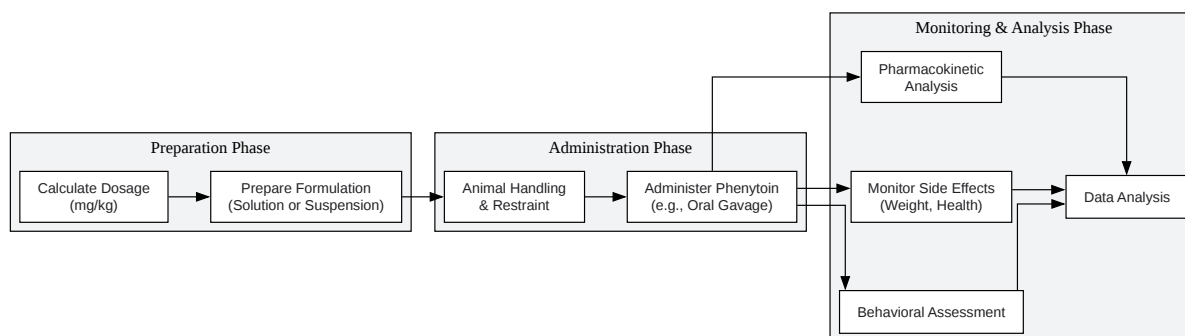 Preparation Phase
Calculate Dosage
(mg/kg)
Prepare Formulation
(Solution or Suspension)
Administration Phase
Animal Handling
& Restraint
Administer Phenytoin
(e.g., Oral Gavage)
Monitoring & Analysis Phase
Pharmacokinetic
Analysis
Monitor Side Effects
(Weight, Health)
Behavioral Assessment
Data Analysis